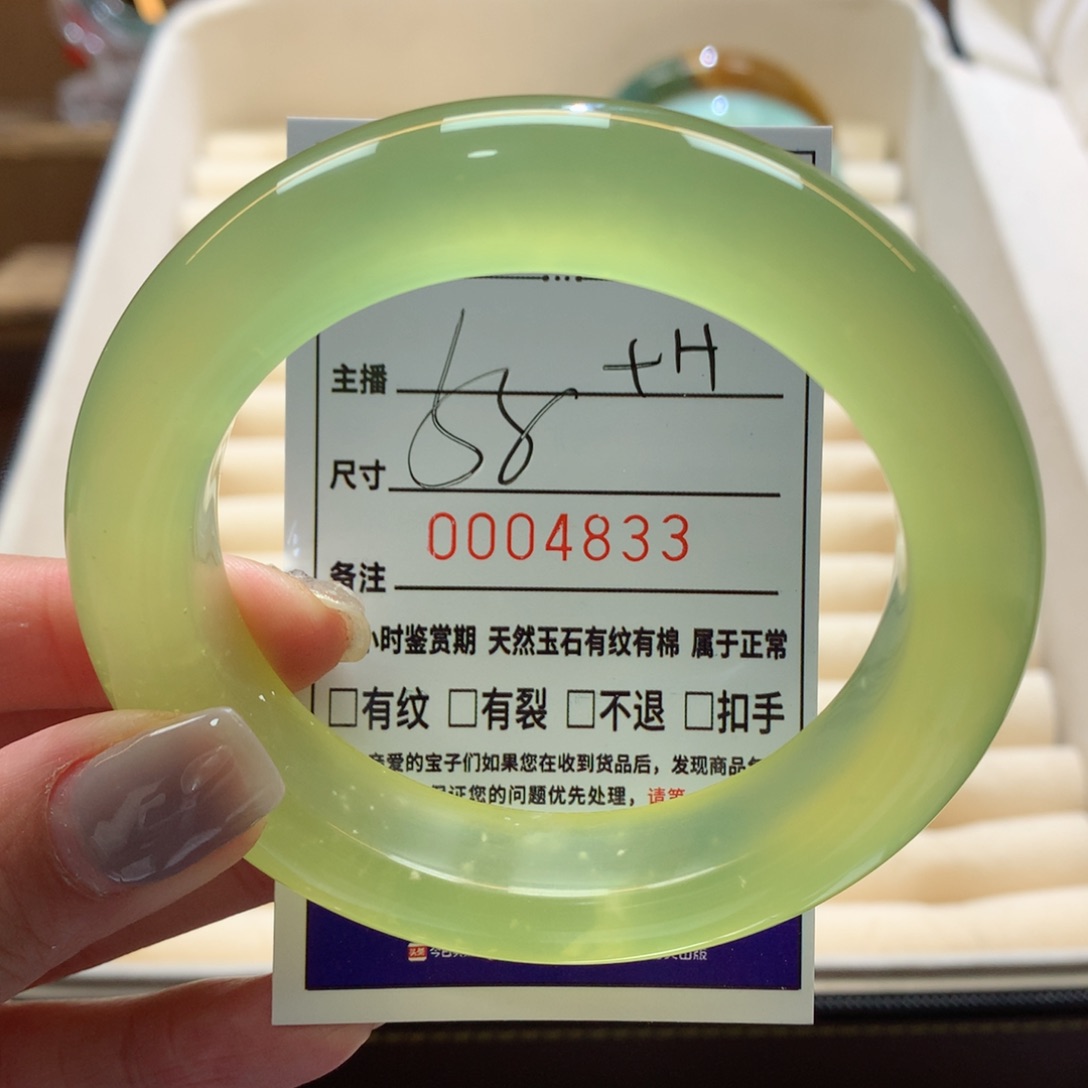 主播 +H
尺寸 58
0004833
备注
小时鉴赏期 天然玉石有纹有棉 属于正常
□有纹 □有裂 □不退 □扣手
亲爱的宝子们如果您在收到货品后，发现商品
保证您的问题优先处理，请第